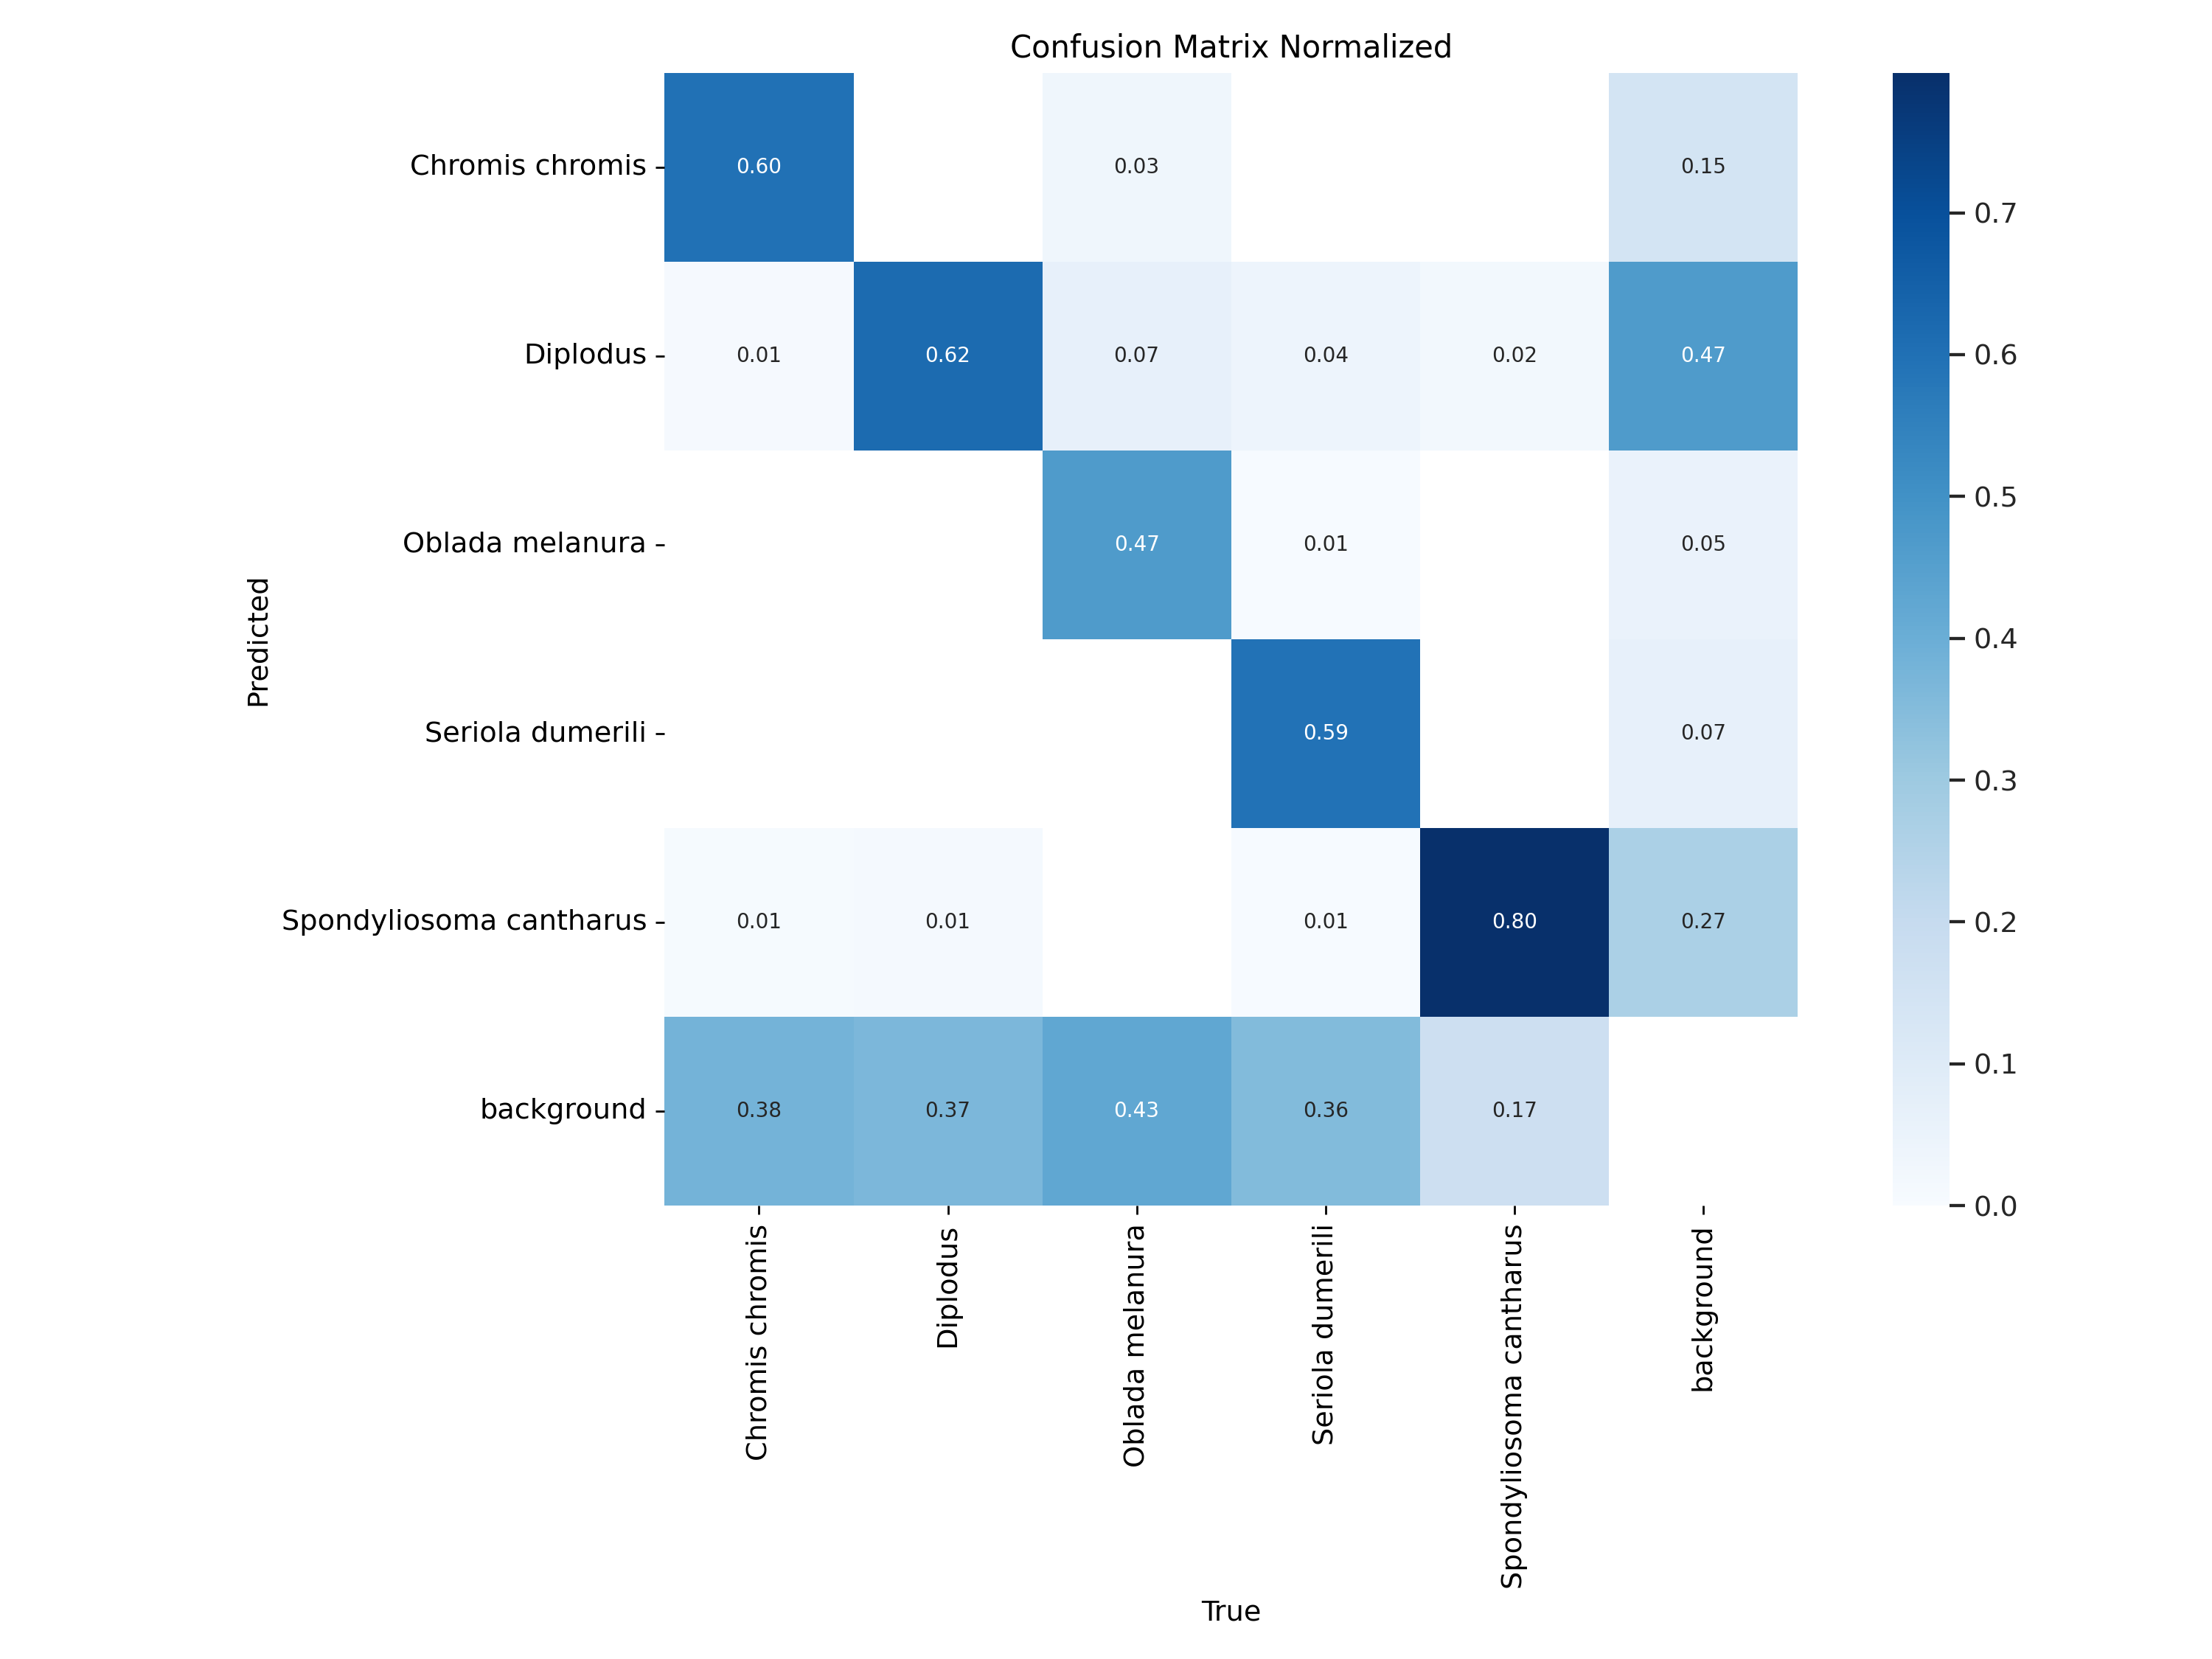 Confusion Matrix Normalized
Chromis chromis 0.60 0.03 0.15
Diplodus 0.01 0.62 0.07 0.04 0.02 0.47
Oblada melanura 0.47 0.01 0.05
Seriola dumerili 0.59 0.07
Spondyliosoma cantharus 0.01 0.01 0.01 0.80 0.27
background 0.38 0.37 0.43 0.36 0.17
Predicted
Chromis chromis
Diplodus
Oblada melanura
Seriola dumerili
Spondyliosoma cantharus
background
True
0.7
0.6
0.5
0.4
0.3
0.2
0.1
0.0